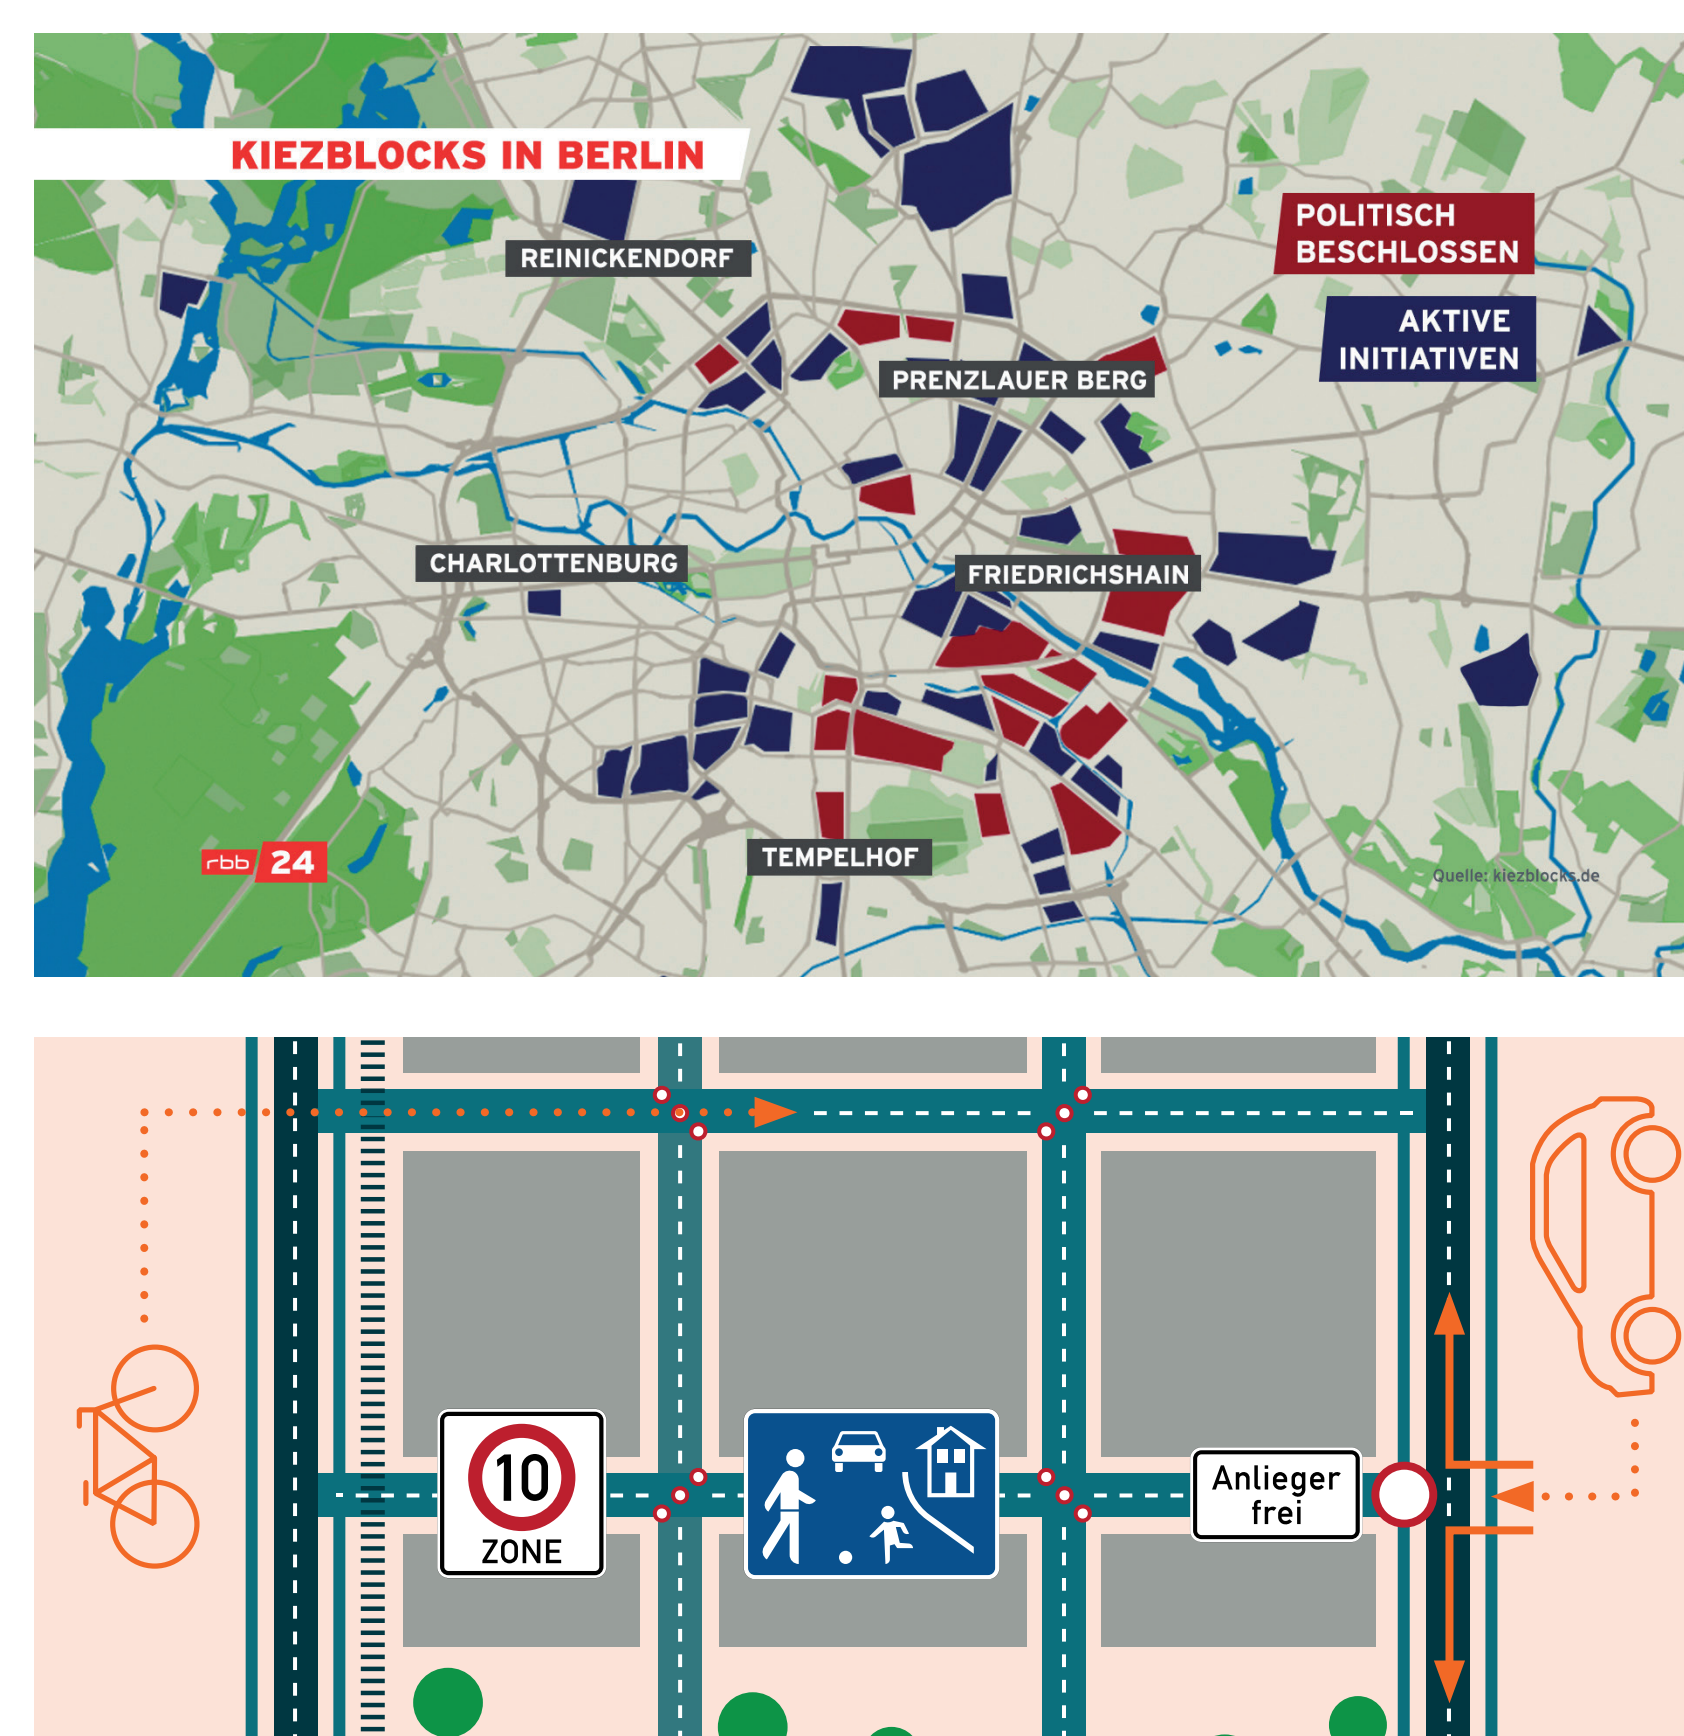 KIEZBLOCKS IN BERLIN
POLITISCH
BESCHLOSSEN
REINICKENDORF
AKTIVE
INITIATIVEN
PRENZLAUER BERG
CHARLOTTENBURG
FRIEDRICHSHAIN
TEMPELHOF
rbb 24
Quelle: kiezblocks.de
10
ZONE
Anlieger
frei